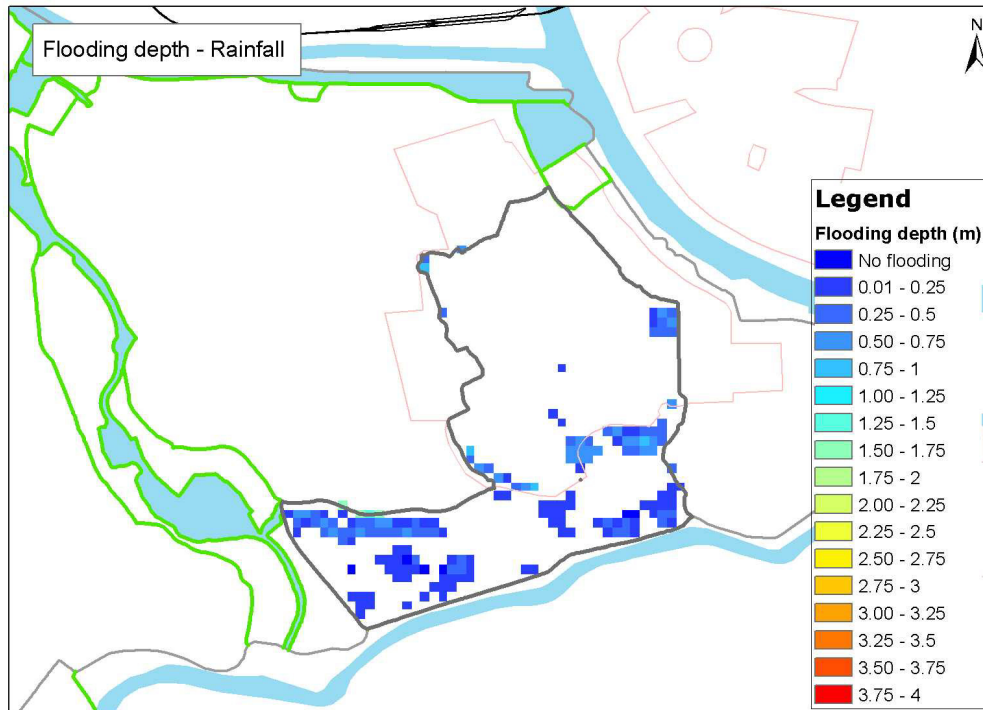 Flooding depth - Rainfall
N
Legend
Flooding depth (m)
No flooding
0.01 - 0.25
0.25 - 0.5
0.50 - 0.75
0.75 - 1
1.00 - 1.25
1.25 - 1.5
1.50 - 1.75
1.75 - 2
2.00 - 2.25
2.25 - 2.5
2.50 - 2.75
2.75 - 3
3.00 - 3.25
3.25 - 3.5
3.50 - 3.75
3.75 - 4